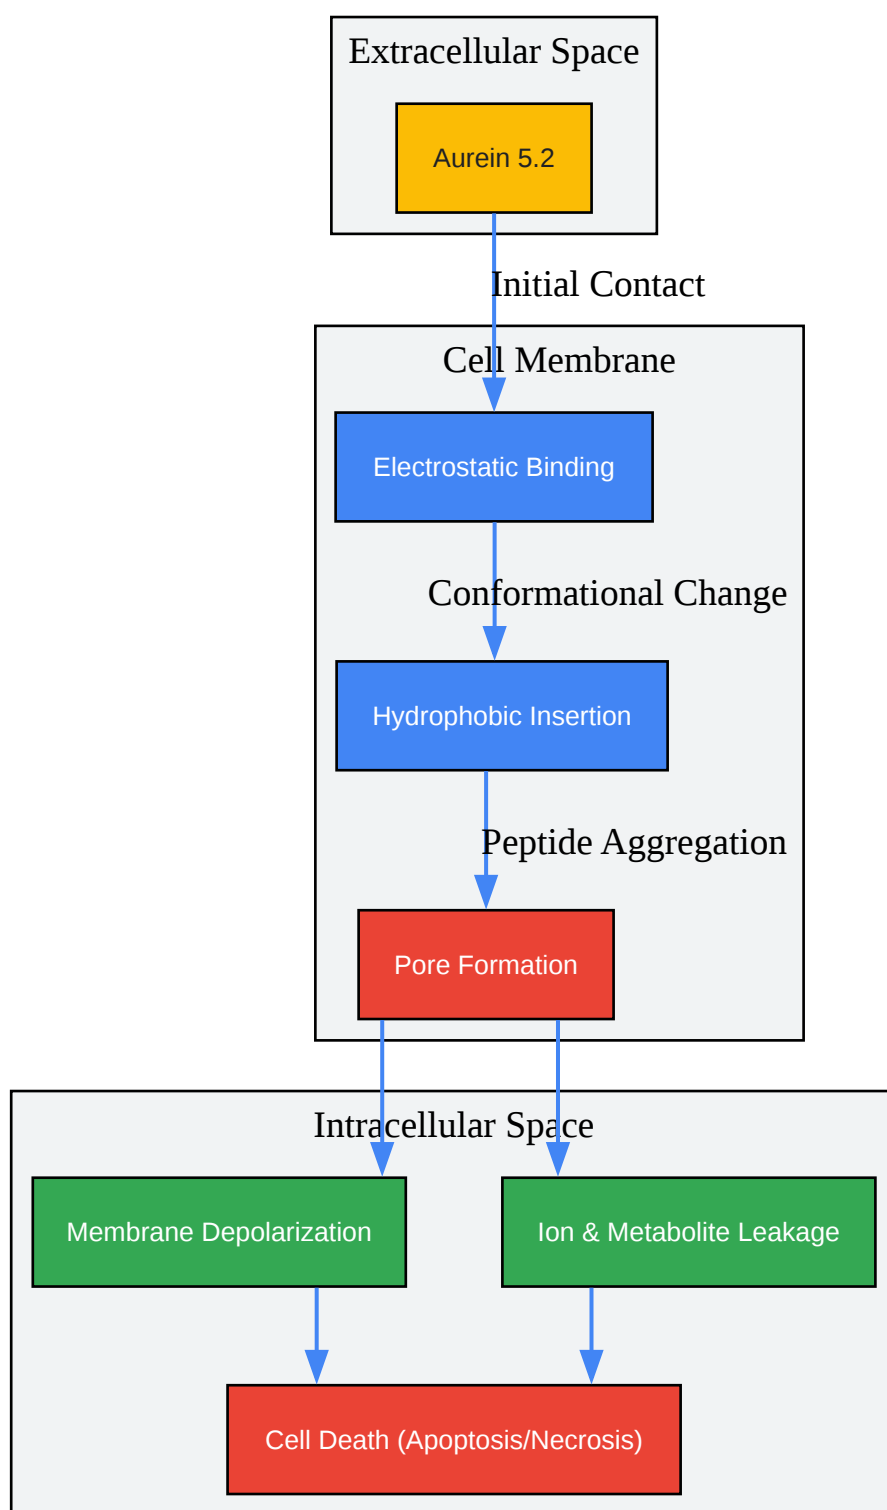 Extracellular Space
Aurein 5.2
Initial Contact
Cell Membrane
Electrostatic Binding
Conformational Change
Hydrophobic Insertion
Peptide Aggregation
Pore Formation
Intracellular Space
Membrane Depolarization
Ion & Metabolite Leakage
Cell Death (Apoptosis/Necrosis)